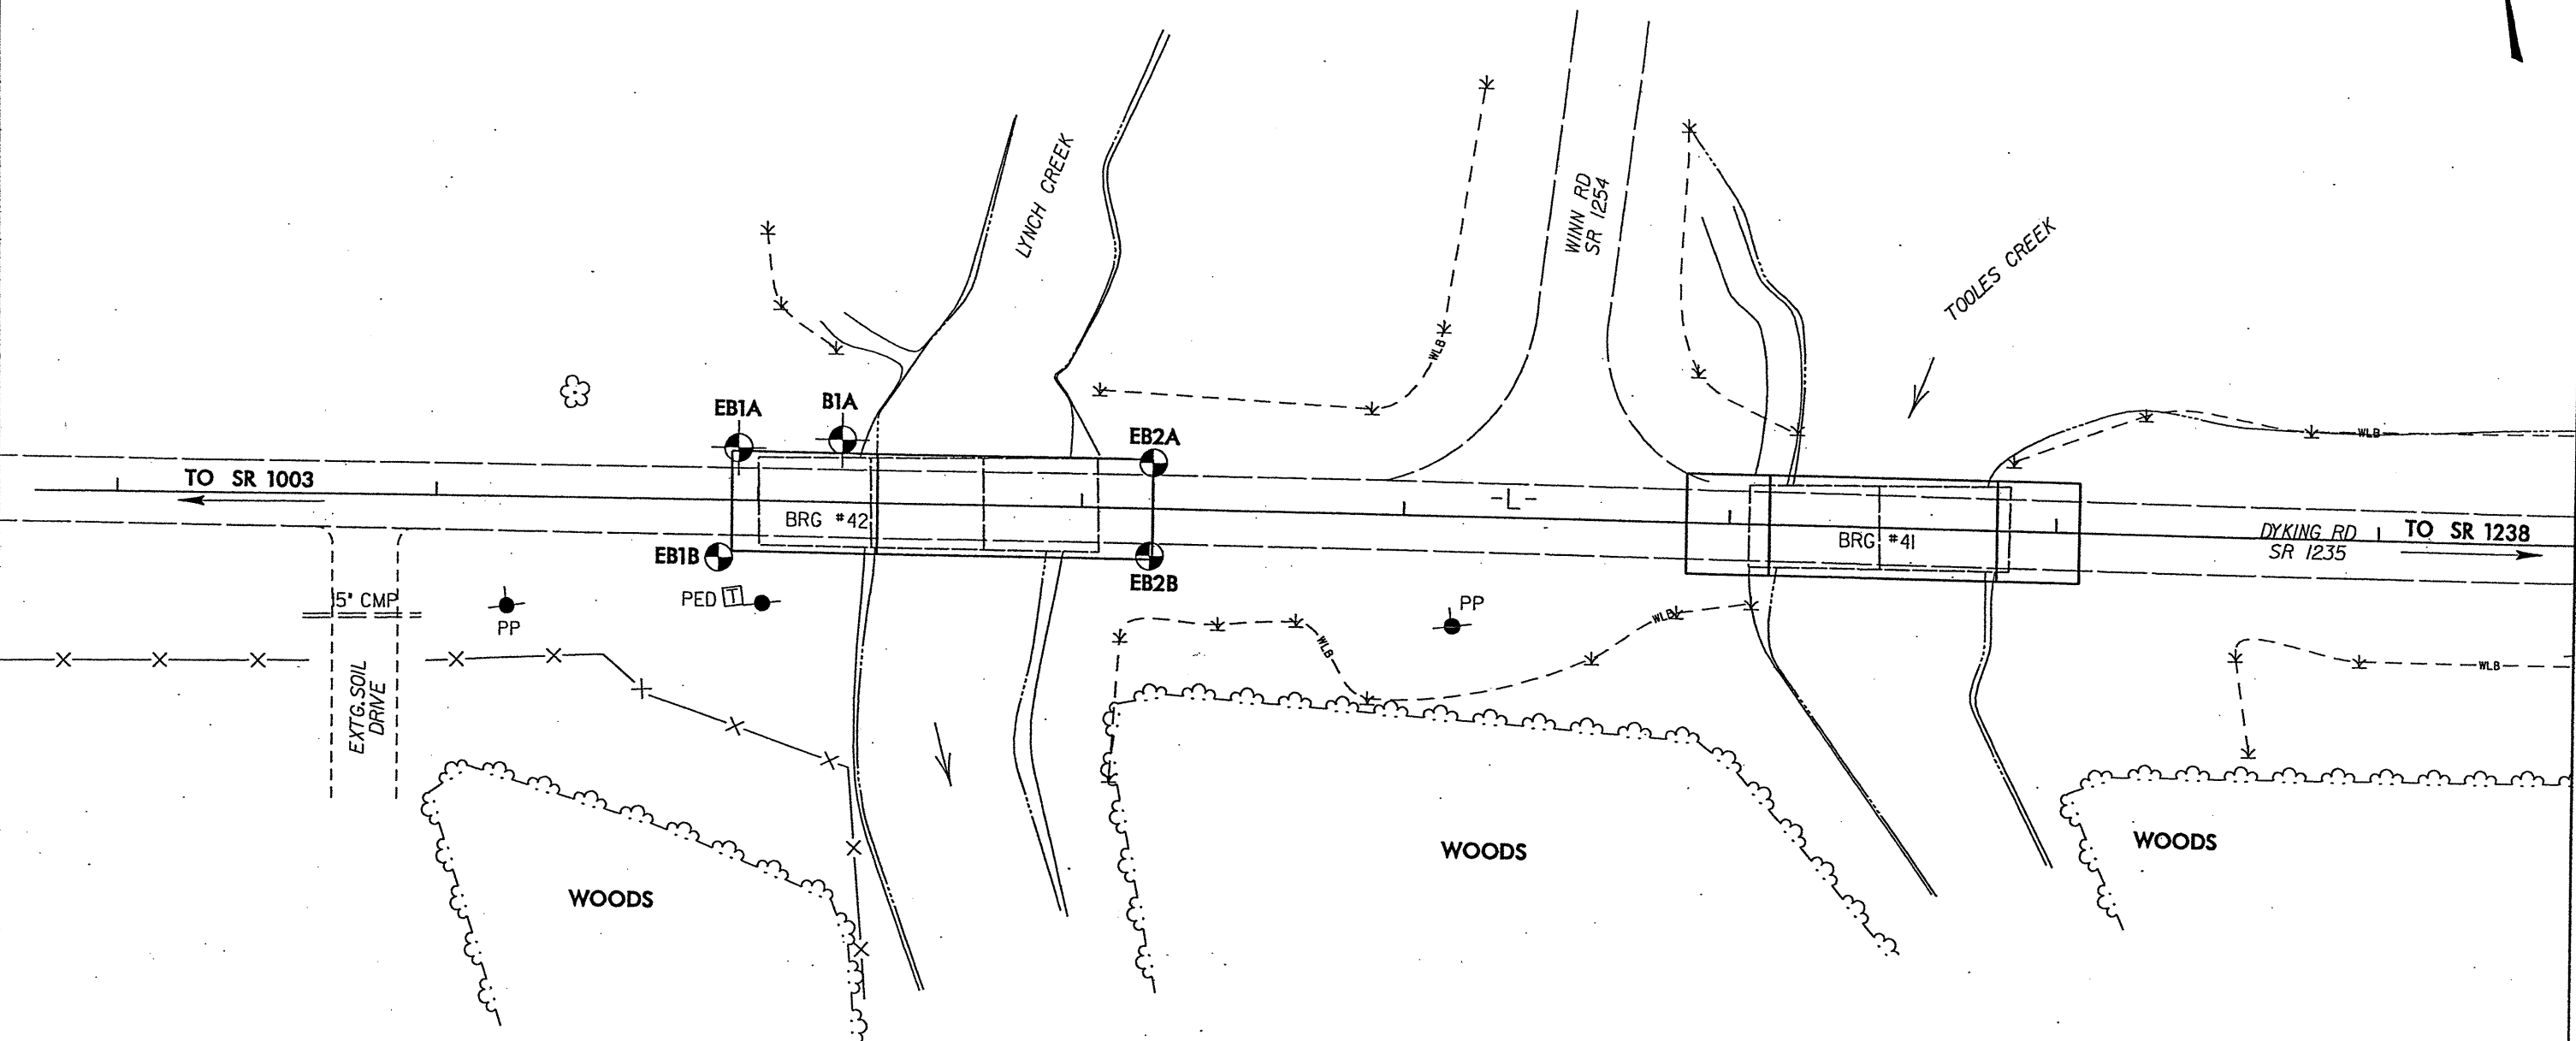 LYNCH CREEK
WINN RD
SR 1254
TOOLES CREEK
WLB
EB1A
B1A
EB2A
WLB
TO SR 1003
-L-
BRG #42
BRG #41
DYKING RD
SR 1235
TO SR 1238
EB1B
EB2B
PED T
15" CMP
PP
PP
WLB
WLB
WLB
EXTG. SOIL
DRIVE
WOODS
WOODS
WOODS